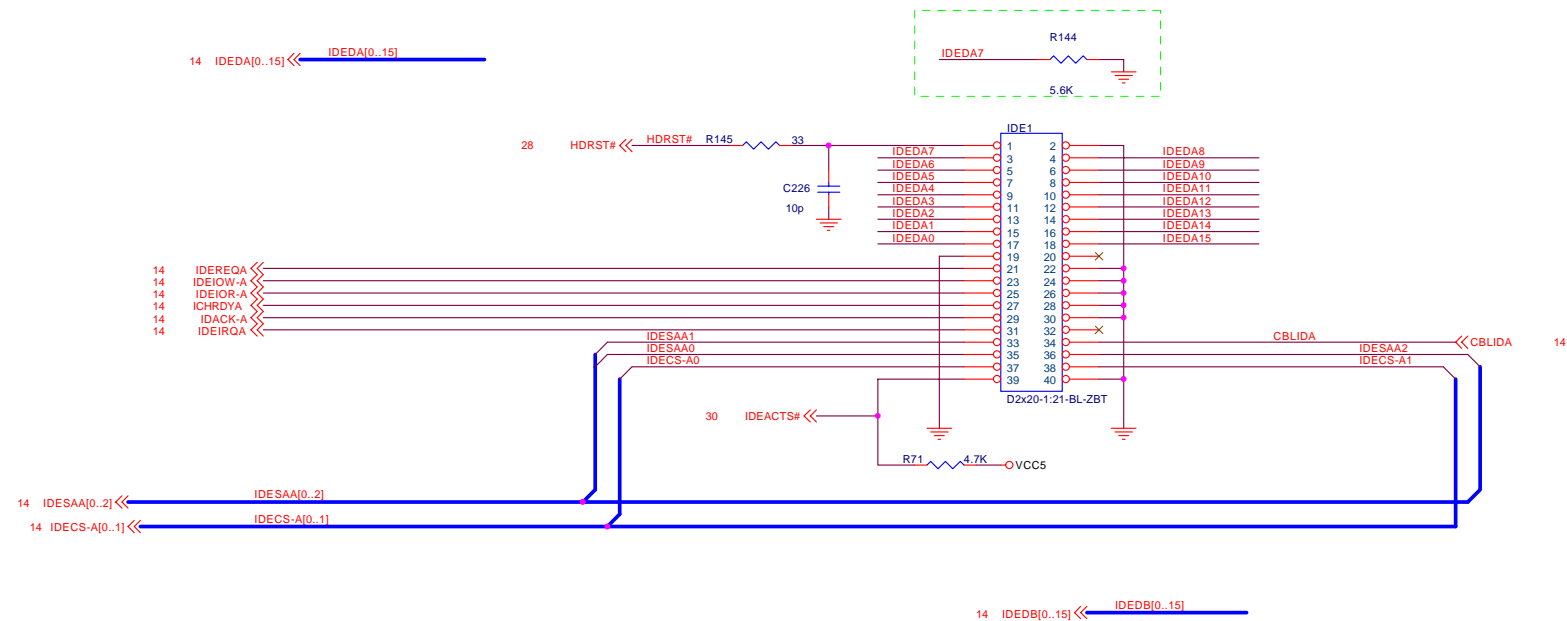 R144
IDEDA7
5.6K
14 IDEDA[0..15] IDEDA[0..15]
IDE1
28 HDRST# HDRST# R145 33 1 2
IDEDA7 3 4 IDEDA8
IDEDA6 5 6 IDEDA9
IDEDA5 7 8 IDEDA10
C226 IDEDA4 9 10 IDEDA11
10p IDEDA3 11 12 IDEDA12
IDEDA2 13 14 IDEDA13
IDEDA1 15 16 IDEDA14
IDEDA0 17 18 IDEDA15
19 20
14 IDEREQA 21 22
14 IDEIOW-A 23 24
14 IDEIOR-A 25 26
14 ICHRDYA 27 28
14 IDACK-A 29 30
14 IDEIRQA 31 32
IDESAA1 33 34 CBLIDA CBLIDA 14
IDESAA0 35 36 IDESAA2
IDECS-A0 37 38 IDECS-A1
39 40
D2x20-1:21-BL-ZBT
30 IDEACTS#
R71 4.7K VCC5
14 IDESAA[0..2] IDESAA[0..2]
14 IDECS-A[0..1] IDECS-A[0..1]
14 IDEDB[0..15] IDEDB[0..15]